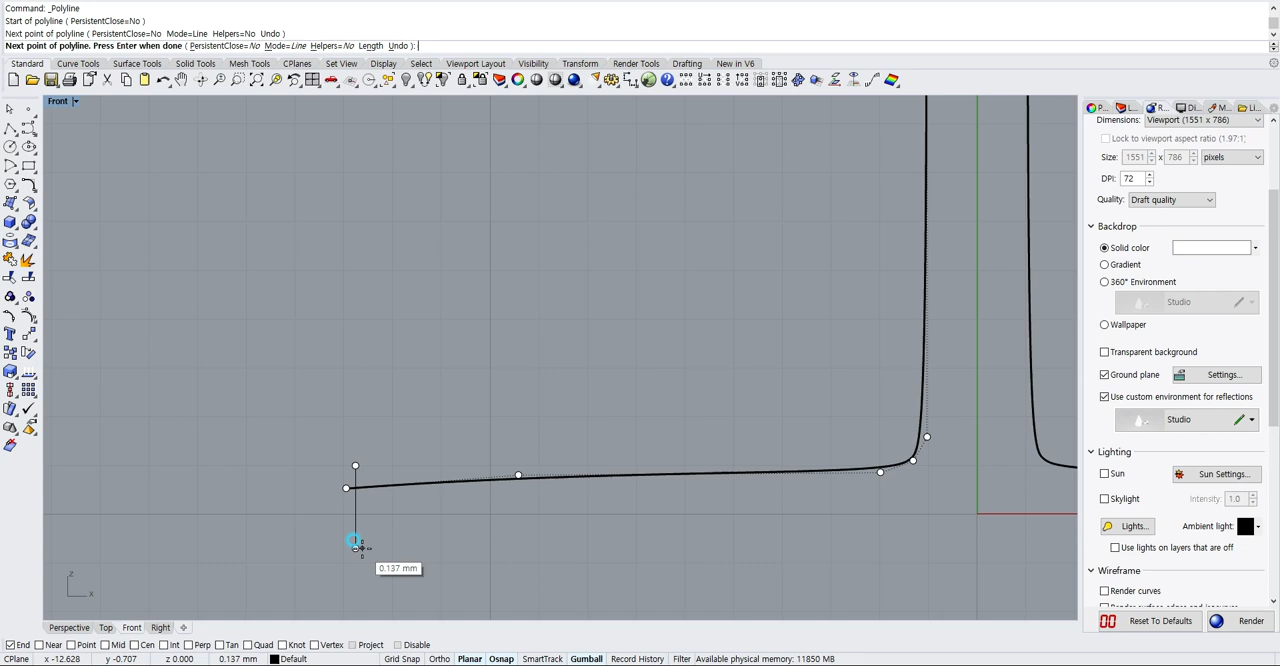 Command: _Polyline
Start of polyline ( PersistentClose=No )
Next point of polyline ( PersistentClose=No  Mode=Line  Helpers=No  Undo )
Next point of polyline. Press Enter when done ( PersistentClose=No  Mode=Line  Helpers=No  Length  Undo ):
Standard Curve Tools Surface Tools Solid Tools Mesh Tools CPlanes Set View Display Select Viewport Layout Visibility Transform Render Tools Drafting New in V6
Front
P... L... R... Di... M... Li...
Dimensions: Viewport (1551 x 786)
Lock to viewport aspect ratio (1.97:1)
Size: 1551 x 786 pixels
DPI: 72
Quality: Draft quality
Backdrop
Solid color
Gradient
360° Environment
Studio
Wallpaper
Transparent background
Ground plane Settings...
Use custom environment for reflections
Studio
Lighting
Sun Sun Settings...
Skylight Intensity: 1.0
Lights... Ambient light:
Use lights on layers that are off
0.137 mm
Wireframe
z
x
Render curves
Reset To Defaults Render
Perspective Top Front Right
End Near Point Mid Cen Int Perp Tan Quad Knot Vertex Project Disable
CPlane x -12.628 y -0.707 z 0.000 0.137 mm Default Grid Snap Ortho Planar Osnap SmartTrack Gumball Record History Filter Available physical memory: 11850 MB